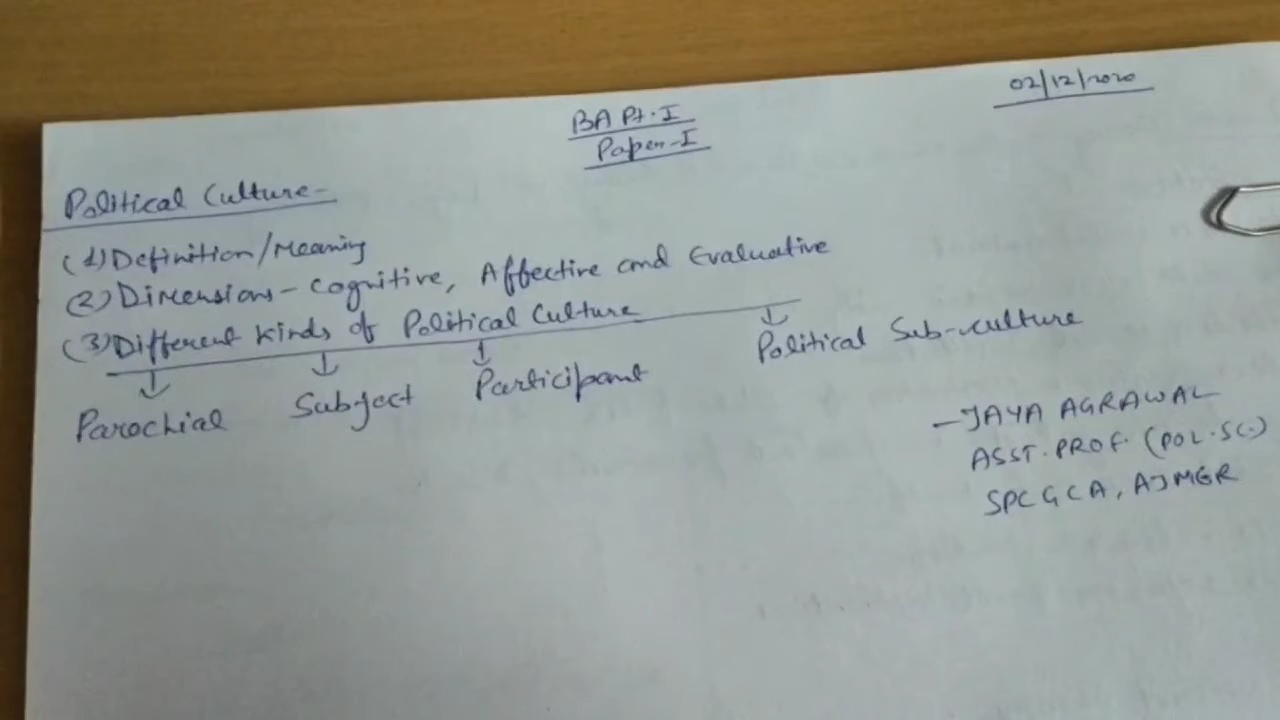 02/12/2020
BA Pt. I
Paper-I
Political Culture-
(1) Definition/Meaning
(2) Dimensions - Cognitive, Affective and Evaluative
(3) Different Kinds of Political Culture
Parochial Subject Participant Political Sub-culture
- JAYA AGRAWAL
ASST. PROF. (POL. SC.)
SPCGCA, AJMER